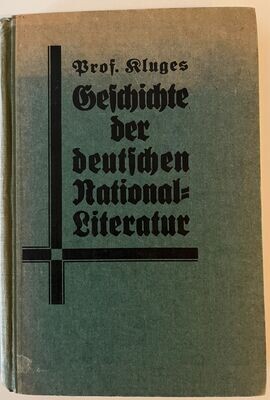 Prof. Kluges
Geschichte
der
deutschen
National-
Literatur